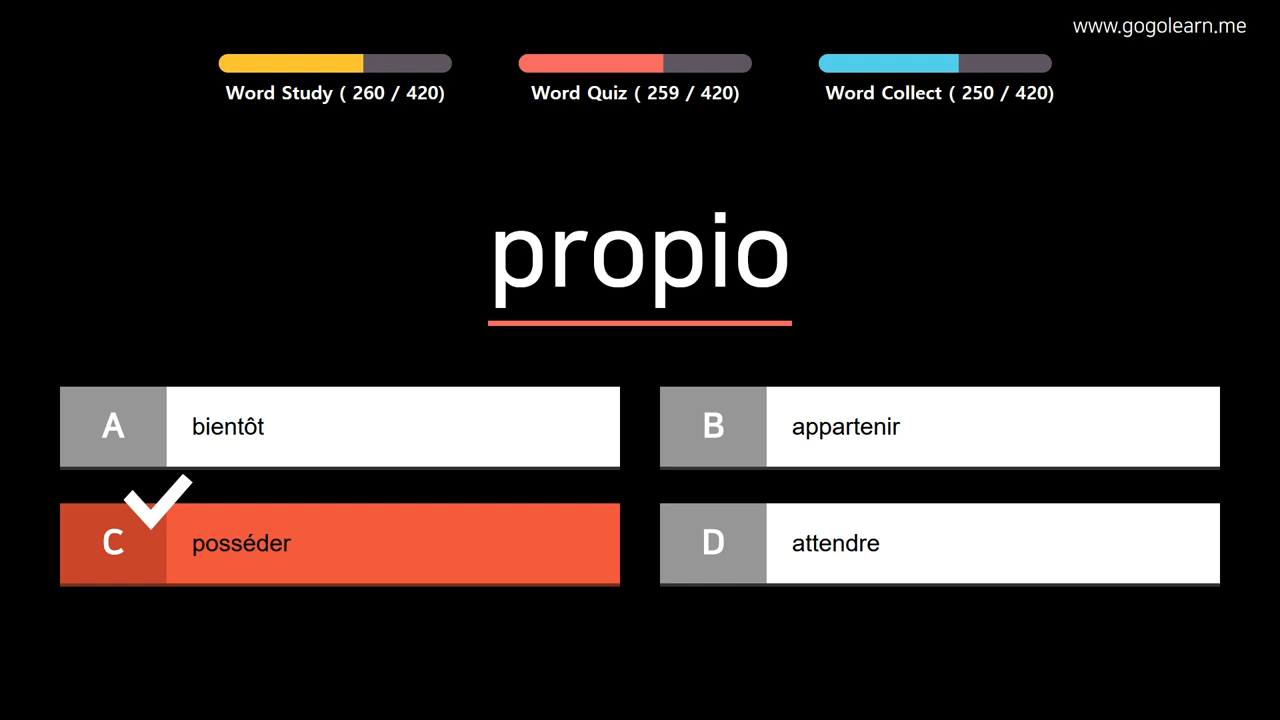 www.gogolearn.me
Word Study ( 260 / 420)
Word Quiz ( 259 / 420)
Word Collect ( 250 / 420)
propio
A bientôt
B appartenir
C posséder
D attendre